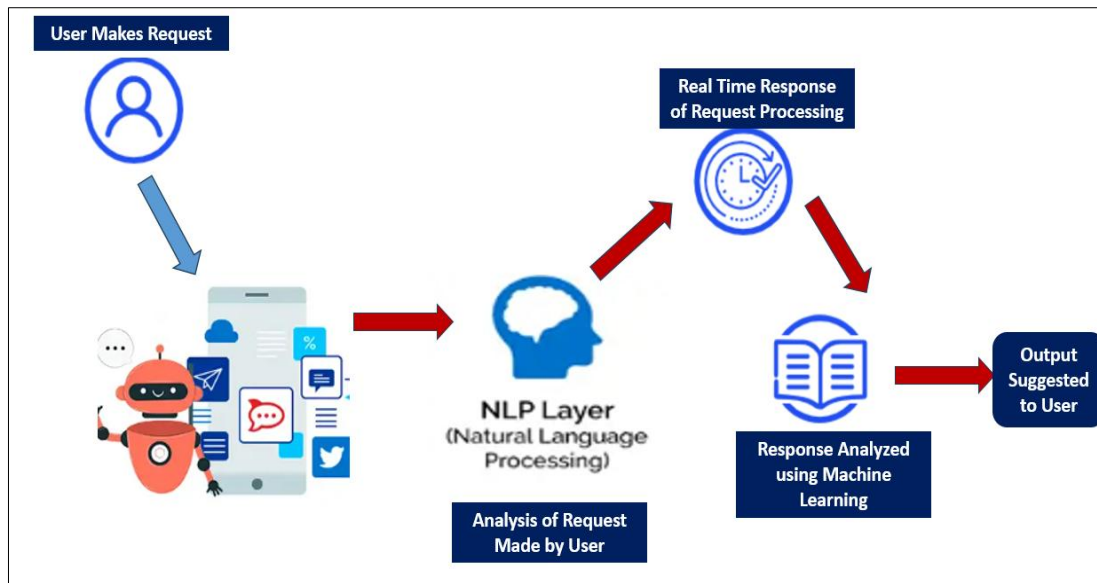 User Makes Request
Real Time Response
of Request Processing
%
NLP Layer
(Natural Language
Processing)
Analysis of Request
Made by User
Response Analyzed
using Machine
Learning
Output
Suggested
to User